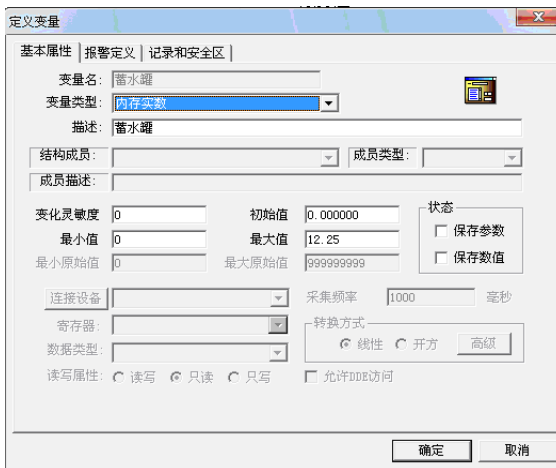 定义变量
基本属性 报警定义 记录和安全区
变量名: 蓄水罐
变量类型: 内存实数
描述: 蓄水罐
结构成员: 成员类型:
成员描述:
变化灵敏度 0 初始值 0.000000 状态
最小值 0 最大值 12.25 保存参数
最小原始值 0 最大原始值 999999999 保存数值
连接设备 采集频率 1000 毫秒
寄存器: 转换方式
数据类型: 线性 开方 高级
读写属性: 读写 只读 只写 允许DDE访问
确定 取消